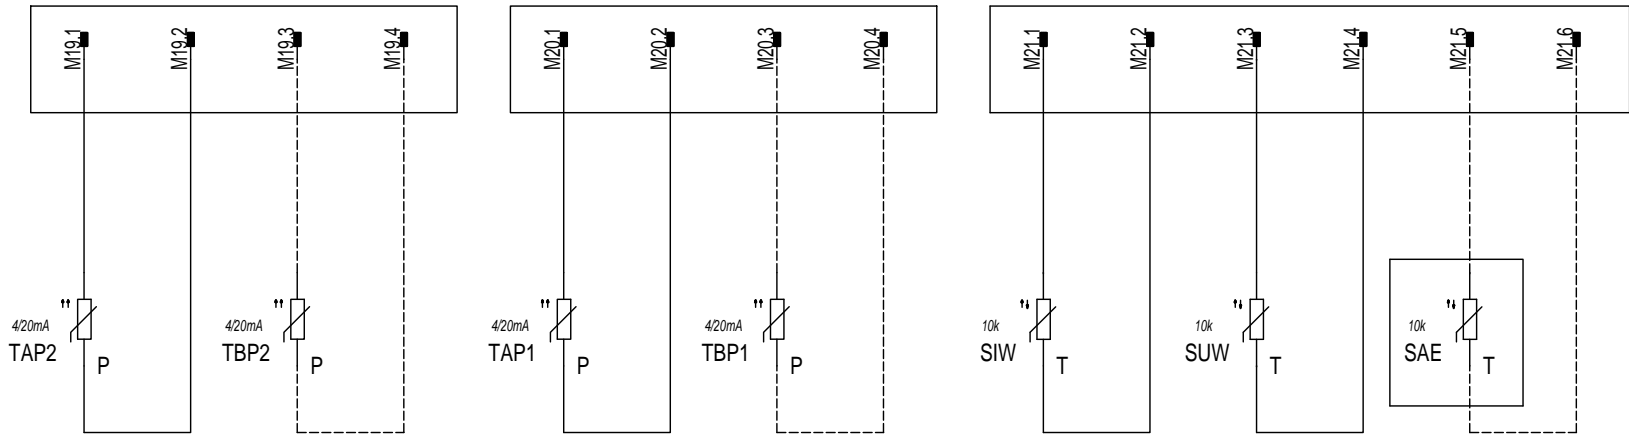 M19.1 M19.2 M19.3 M19.4 M20.1 M20.2 M20.3 M20.4 M21.1 M21.2 M21.3 M21.4 M21.5 M21.6
4/20mA 4/20mA 4/20mA 4/20mA 10k 10k 10k
TAP2 TBP2 TAP1 TBP1 SIW SUW SAE
P P P P T T T